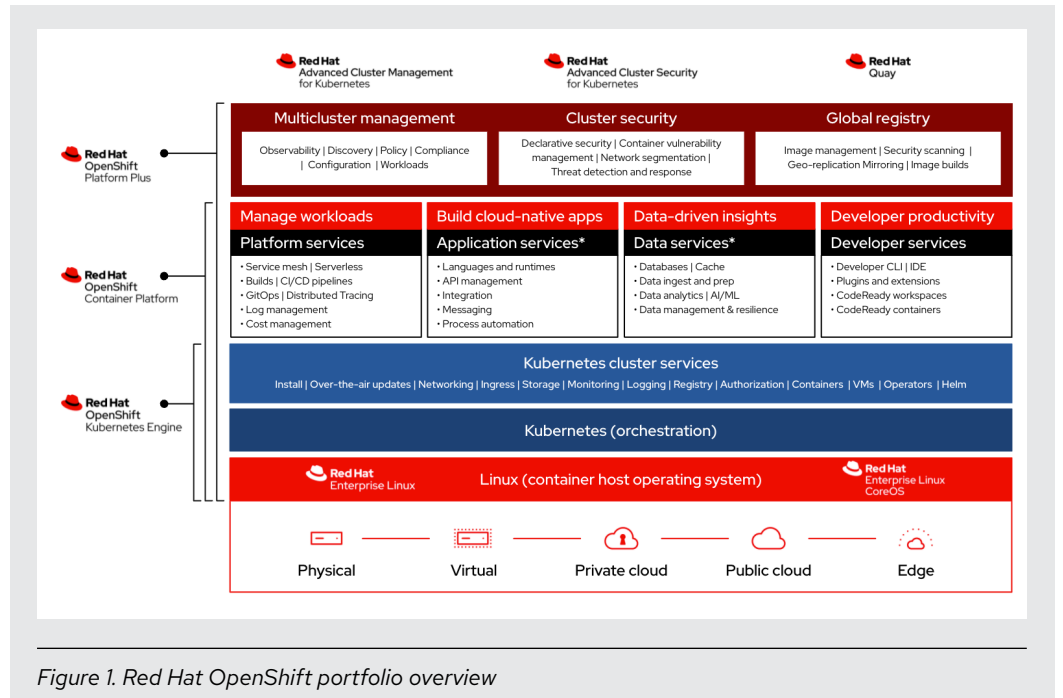 Red Hat
Advanced Cluster Management
for Kubernetes
Red Hat
Advanced Cluster Security
for Kubernetes
Red Hat
Quay
Red Hat
OpenShift
Platform Plus
Multicluster management
Observability | Discovery | Policy | Compliance
| Configuration | Workloads
Cluster security
Declarative security | Container vulnerability
management | Network segmentation |
Threat detection and response
Global registry
Image management | Security scanning |
Geo-replication Mirroring | Image builds
Red Hat
OpenShift
Container Platform
Manage workloads
Platform services
• Service mesh | Serverless
• Builds | CI/CD pipelines
• GitOps | Distributed Tracing
• Log management
• Cost management
Build cloud-native apps
Application services*
• Languages and runtimes
• API management
• Integration
• Messaging
• Process automation
Data-driven insights
Data services*
• Databases | Cache
• Data ingest and prep
• Data analytics | AI/ML
• Data management & resilience
Developer productivity
Developer services
• Developer CLI | IDE
• Plugins and extensions
• CodeReady workspaces
• CodeReady containers
Red Hat
OpenShift
Kubernetes Engine
Kubernetes cluster services
Install | Over-the-air updates | Networking | Ingress | Storage | Monitoring | Logging | Registry | Authorization | Containers | VMs | Operators | Helm
Kubernetes (orchestration)
Red Hat
Enterprise Linux
Linux (container host operating system)
Red Hat
Enterprise Linux
CoreOS
Physical
Virtual
Private cloud
Public cloud
Edge
Figure 1. Red Hat OpenShift portfolio overview